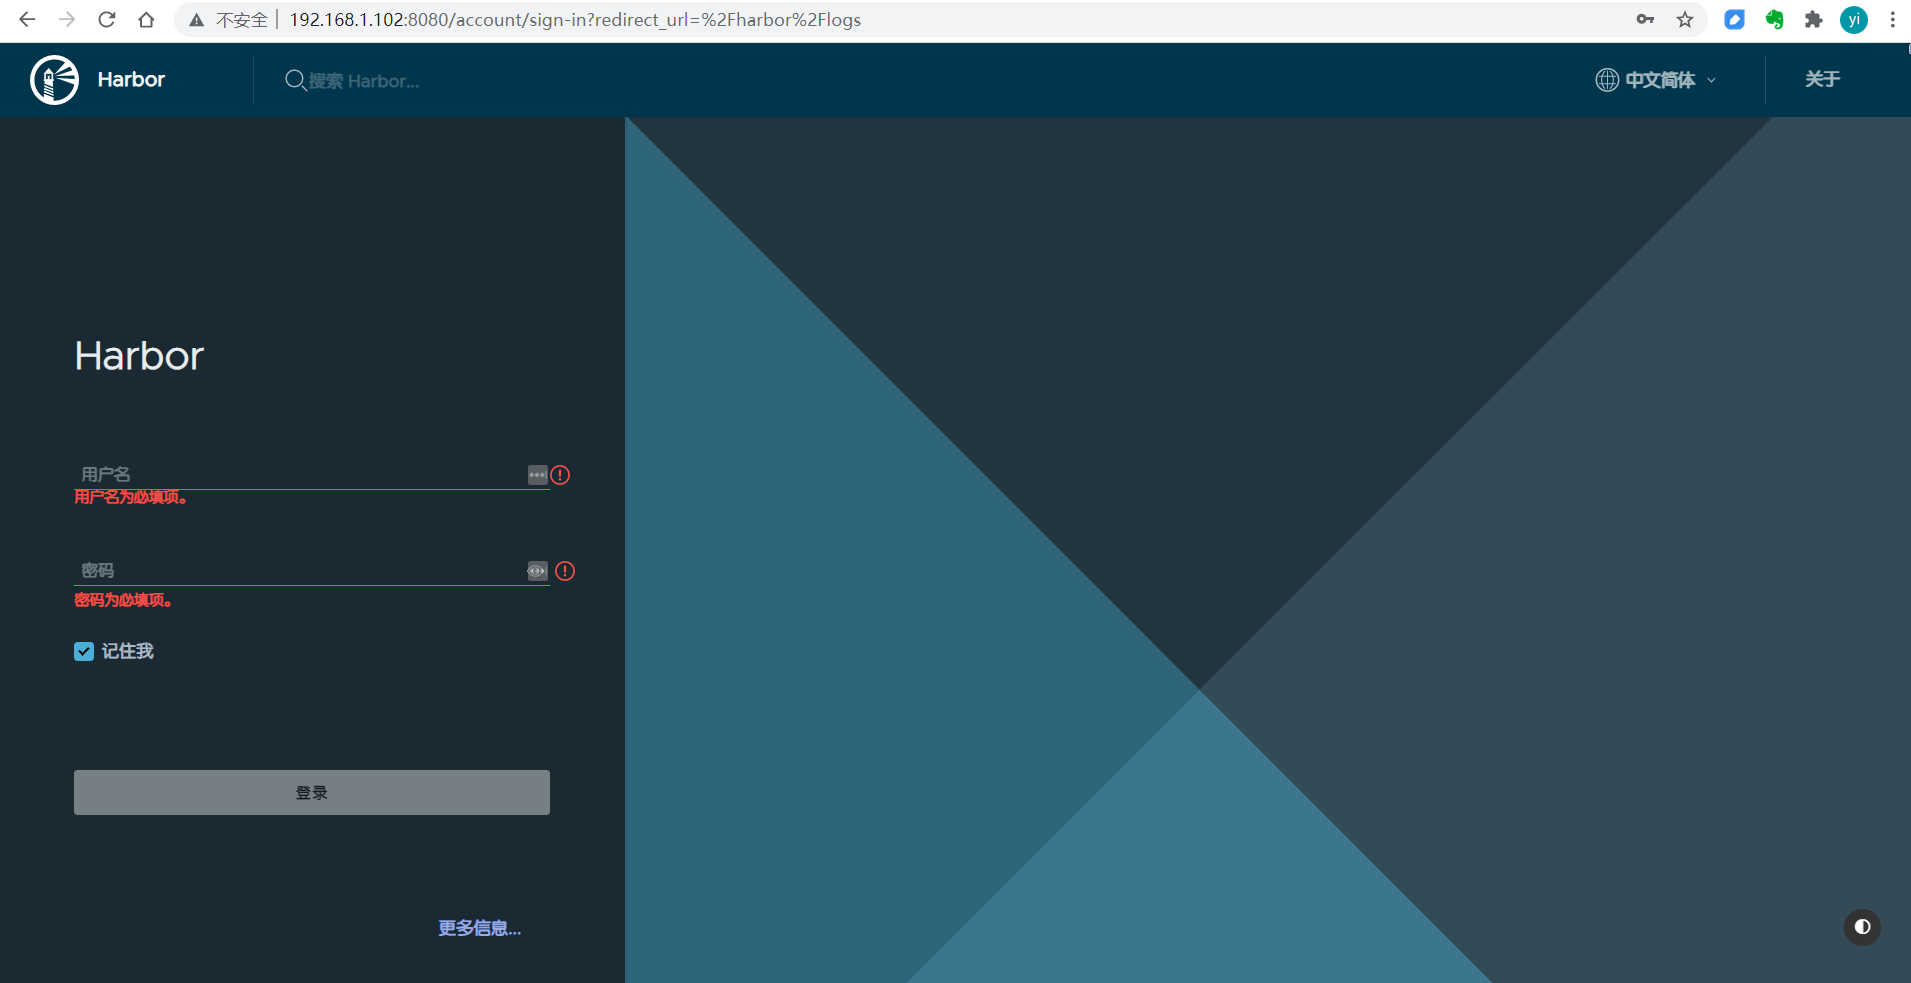 不安全 192.168.1.102:8080/account/sign-in?redirect_url=%2Fharbor%2Flogs
yi
Harbor
搜索 Harbor...
中文简体
关于
Harbor
用户名
用户名为必填项。
密码
密码为必填项。
记住我
登录
更多信息...